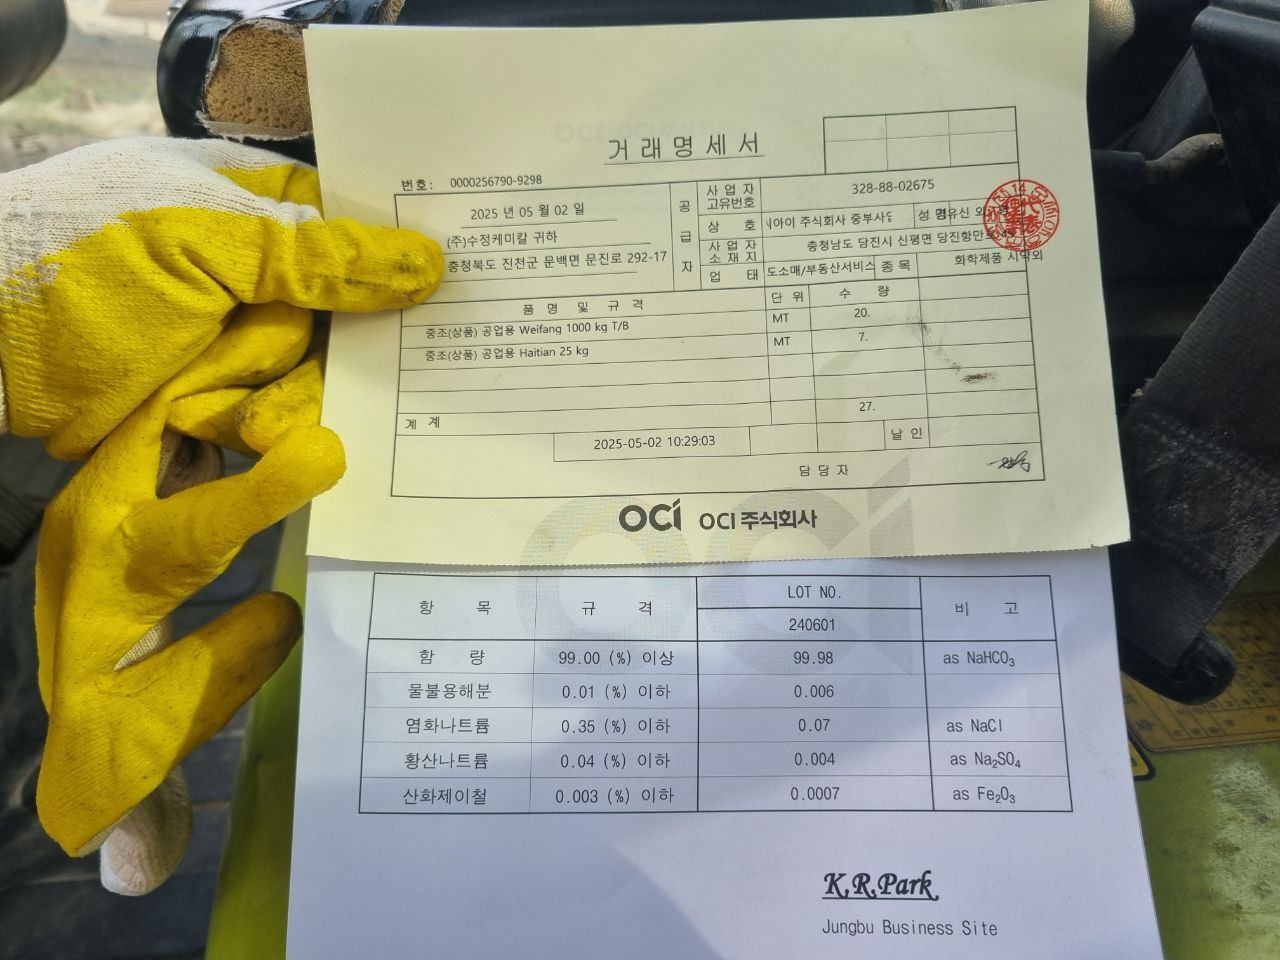 거래명세서
번호: 0000256790-9298
2025 년 05 월 02 일
(주)수정케미칼 귀하
충청북도 진천군 문백면 문진로 292-17
공급자
사업자고유번호 328-88-02675
상 호 아이 주식회사 중부사 성 명 유신 외
사업자소재지 충청남도 당진시 신평면 당진항만로
업 태 도소매/부동산서비스 종 목 화학제품 시약외
품 명 및 규 격 단 위 수 량
중조(상품) 공업용 Weifang 1000 kg T/B MT 20.
중조(상품) 공업용 Haitian 25 kg MT 7.
계 계 27.
2025-05-02 10:29:03 날 인
담 당 자
OCI OCI 주식회사
항 목 규 격 LOT NO. 비 고
240601
함 량 99.00 (%) 이상 99.98 as NaHCO₃
물불용해분 0.01 (%) 이하 0.006
염화나트륨 0.35 (%) 이하 0.07 as NaCl
황산나트륨 0.04 (%) 이하 0.004 as Na₂SO₄
산화제이철 0.003 (%) 이하 0.0007 as Fe₂O₃
K.R.Park
Jungbu Business Site